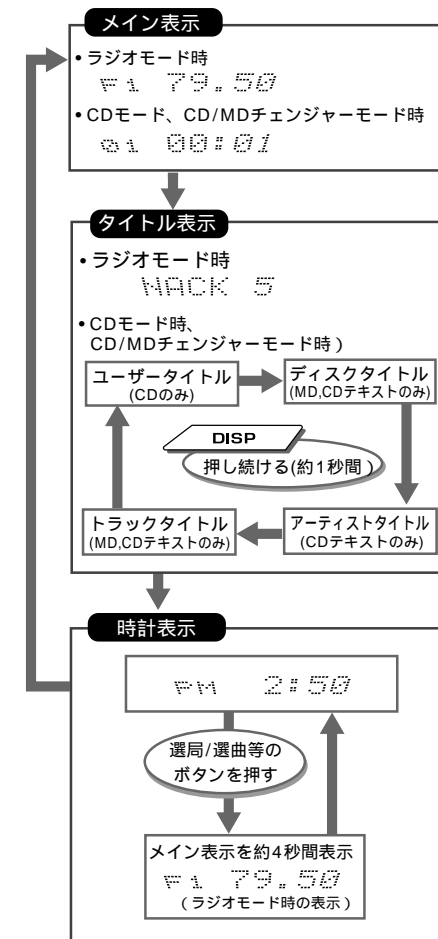 メイン表示
•ラジオモード時
F1 79.50
•CDモード、CD/MDチェンジャーモード時
01 00:01
タイトル表示
•ラジオモード時
NACK 5
•CDモード時、
CD/MDチェンジャーモード時）
ユーザータイトル
(CDのみ)
ディスクタイトル
(MD,CDテキストのみ)
DISP
押し続ける(約1秒間）
トラックタイトル
(MD,CDテキストのみ)
アーティストタイトル
(CDテキストのみ)
時計表示
PM 2:50
選局/選曲等の
ボタンを押す
メイン表示を約4秒間表示
F1 79.50
（ラジオモード時の表示）